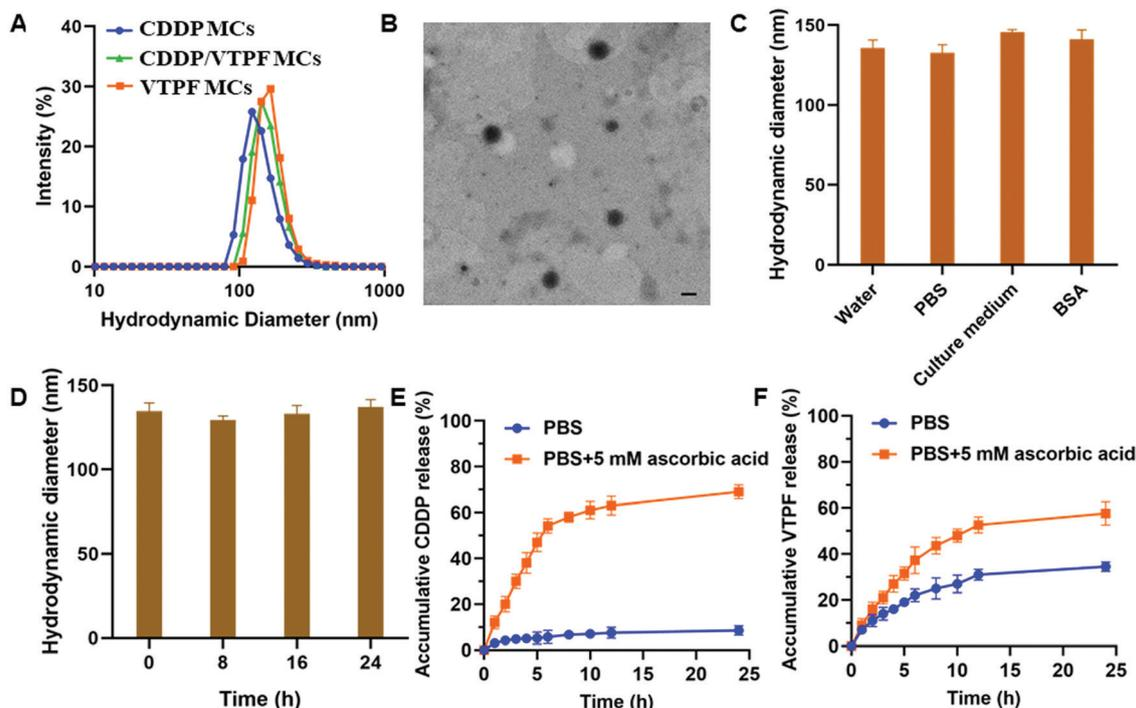 A
Intensity (%)
40
30
20
10
0
10
100
1000
Hydrodynamic Diameter (nm)
CDDP MCs
CDDP/VTPF MCs
VTPF MCs
B
C
Hydrodynamic diameter (nm)
150
100
50
0
Water
PBS
Culture medium
BSA
D
Hydrodynamic diameter (nm)
150
100
50
0
0
8
16
24
Time (h)
E
Accumulative CDDP release (%)
100
80
60
40
20
0
0
5
10
15
20
25
Time (h)
PBS
PBS+5 mM ascorbic acid
F
Accumulative VTPF release (%)
100
80
60
40
20
0
0
5
10
15
20
25
Time (h)
PBS
PBS+5 mM ascorbic acid